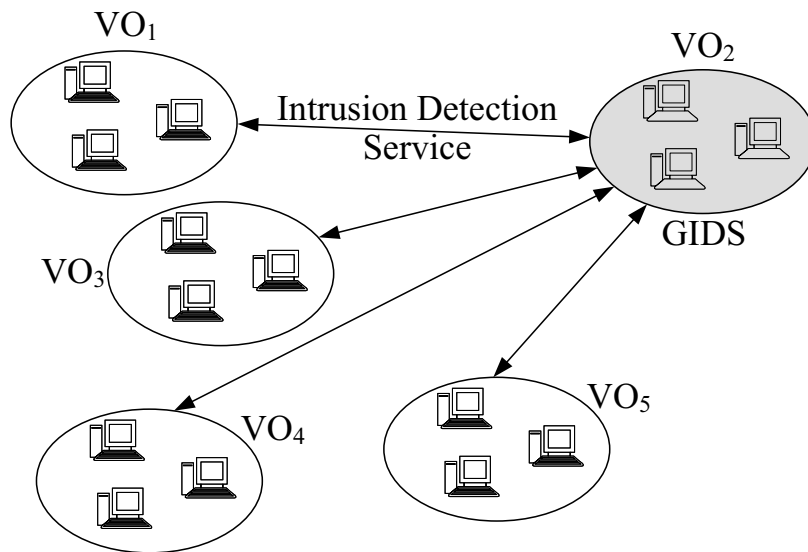 VO₁
VO₂
Intrusion Detection
Service
GIDS
VO₃
VO₅
VO₄